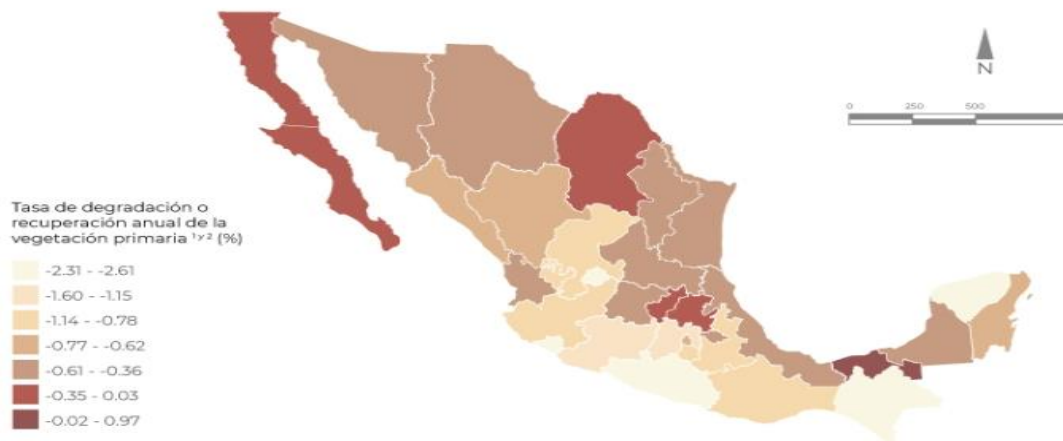 N
0 250 500
Tasa de degradación o
recuperación anual de la
vegetación primaria ¹ʸ² (%)
-2.31 - -2.61
-1.60 - -1.15
-1.14 - -0.78
-0.77 - -0.62
-0.61 - -0.36
-0.35 - 0.03
-0.02 - 0.97